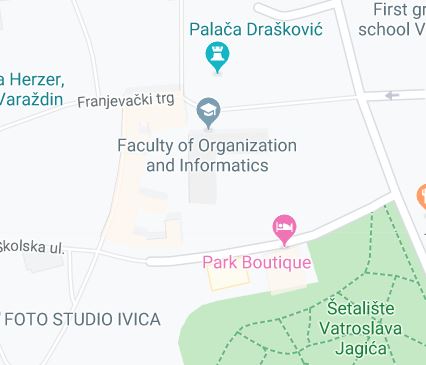 Palača Drašković
First gr
school V
a Herzer,
Varaždin
Franjevački trg
Faculty of Organization
and Informatics
Školska ul.
Park Boutique
FOTO STUDIO IVICA
Šetalište
Vatroslava
Jagića